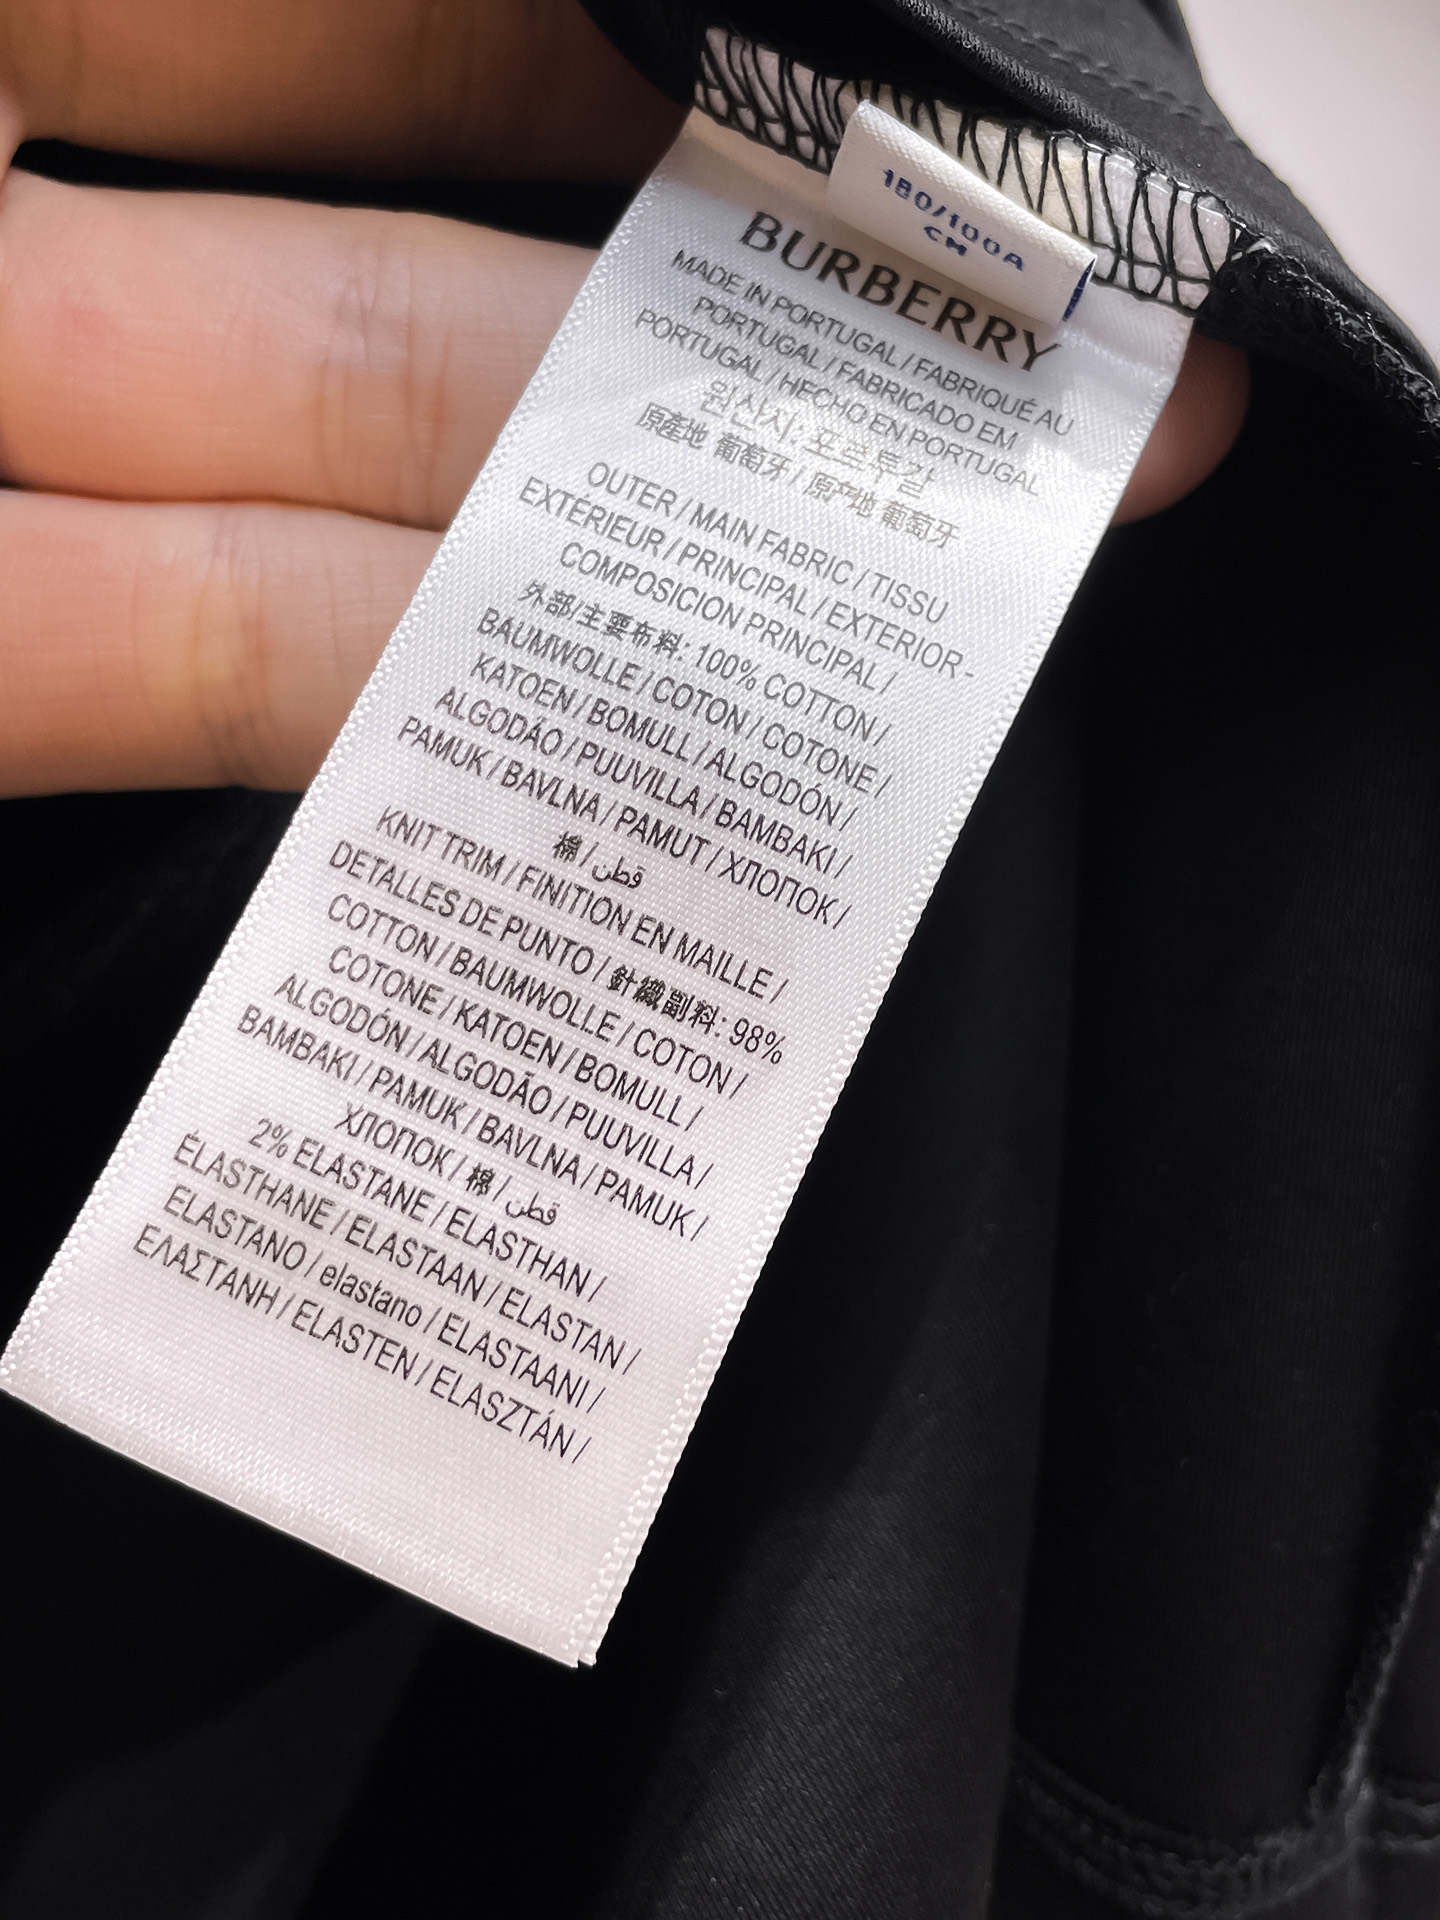 180/100A
CM
BURBERRY
MADE IN PORTUGAL / FABRIQUÉ AU
PORTUGAL / FABRICADO EM
PORTUGAL / HECHO EN PORTUGAL
원산지: 포르투갈
原產地 葡萄牙 / 原产地 葡萄牙
OUTER / MAIN FABRIC / TISSU
EXTÉRIEUR / PRINCIPAL / EXTERIOR-
COMPOSICION PRINCIPAL /
外部/主要布料: 100% COTTON /
BAUMWOLLE / COTON / COTONE /
KATOEN / BOMULL / ALGODÓN /
ALGODÃO / PUUVILLA / BAMBAKI /
PAMUK / BAVLNA / PAMUT / ХЛОПОК /
棉 / قطن
KNIT TRIM / FINITION EN MAILLE /
DETALLES DE PUNTO / 針織副料: 98%
COTTON / BAUMWOLLE / COTON /
COTONE / KATOEN / BOMULL /
ALGODÓN / ALGODÃO / PUUVILLA /
BAMBAKI / PAMUK / BAVLNA / PAMUK /
ХЛОПОК / 棉 / قطن
2% ELASTANE / ELASTHAN /
ÉLASTHANE / ELASTAAN / ELASTAN /
ELASTANO / elastano / ELASTAANI /
ΕΛΑΣΤΑΝΗ / ELASTEN / ELASZTÁN /